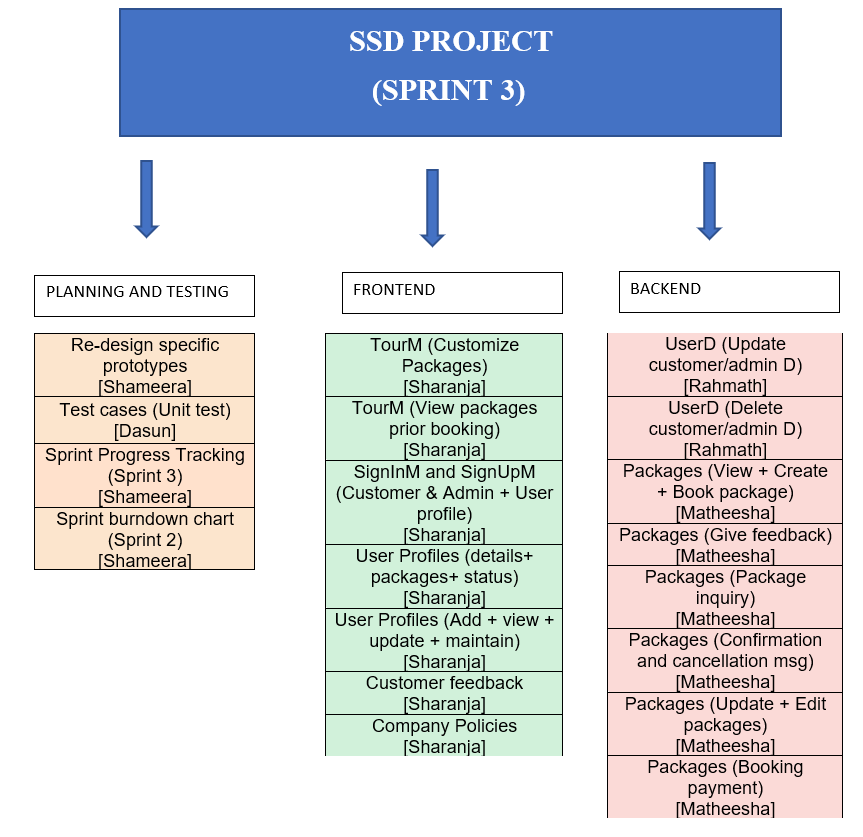 SSD PROJECT
(SPRINT 3)
PLANNING AND TESTING
Re-design specific
prototypes
[Shameera]
Test cases (Unit test)
[Dasun]
Sprint Progress Tracking
(Sprint 3)
[Shameera]
Sprint burndown chart
(Sprint 2)
[Shameera]
FRONTEND
TourM (Customize
Packages)
[Sharanja]
TourM (View packages
prior booking)
[Sharanja]
SignInM and SignUpM
(Customer & Admin + User
profile)
[Sharanja]
User Profiles (details+
packages+ status)
[Sharanja]
User Profiles (Add + view +
update + maintain)
[Sharanja]
Customer feedback
[Sharanja]
Company Policies
[Sharanja]
BACKEND
UserD (Update
customer/admin D)
[Rahmath]
UserD (Delete
customer/admin D)
[Rahmath]
Packages (View + Create
+ Book package)
[Matheesha]
Packages (Give feedback)
[Matheesha]
Packages (Package
inquiry)
[Matheesha]
Packages (Confirmation
and cancellation msg)
[Matheesha]
Packages (Update + Edit
packages)
[Matheesha]
Packages (Booking
payment)
[Matheesha]